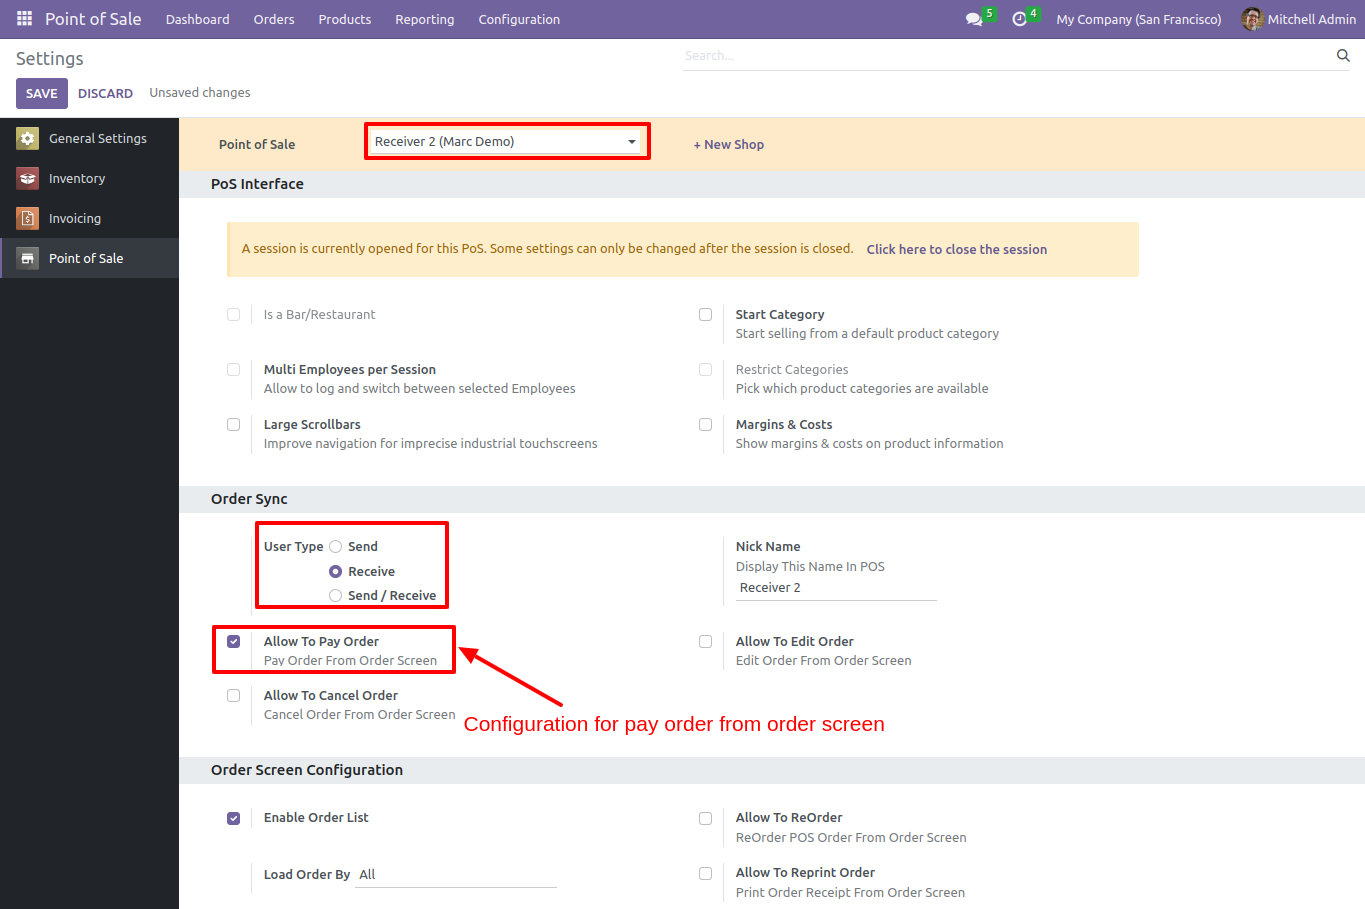 Point of Sale Dashboard Orders Products Reporting Configuration 5 4 My Company (San Francisco) Mitchell Admin
Settings
Search...
SAVE DISCARD Unsaved changes
General Settings
Inventory
Invoicing
Point of Sale
Point of Sale Receiver 2 (Marc Demo) + New Shop
PoS Interface
A session is currently opened for this PoS. Some settings can only be changed after the session is closed. Click here to close the session
Is a Bar/Restaurant
Start Category
Start selling from a default product category
Multi Employees per Session
Allow to log and switch between selected Employees
Restrict Categories
Pick which product categories are available
Large Scrollbars
Improve navigation for imprecise industrial touchscreens
Margins & Costs
Show margins & costs on product information
Order Sync
User Type Send
Receive
Send / Receive
Nick Name
Display This Name In POS
Receiver 2
Allow To Pay Order
Pay Order From Order Screen
Allow To Edit Order
Edit Order From Order Screen
Allow To Cancel Order
Cancel Order From Order Screen
Configuration for pay order from order screen
Order Screen Configuration
Enable Order List
Allow To ReOrder
ReOrder POS Order From Order Screen
Load Order By All
Allow To Reprint Order
Print Order Receipt From Order Screen